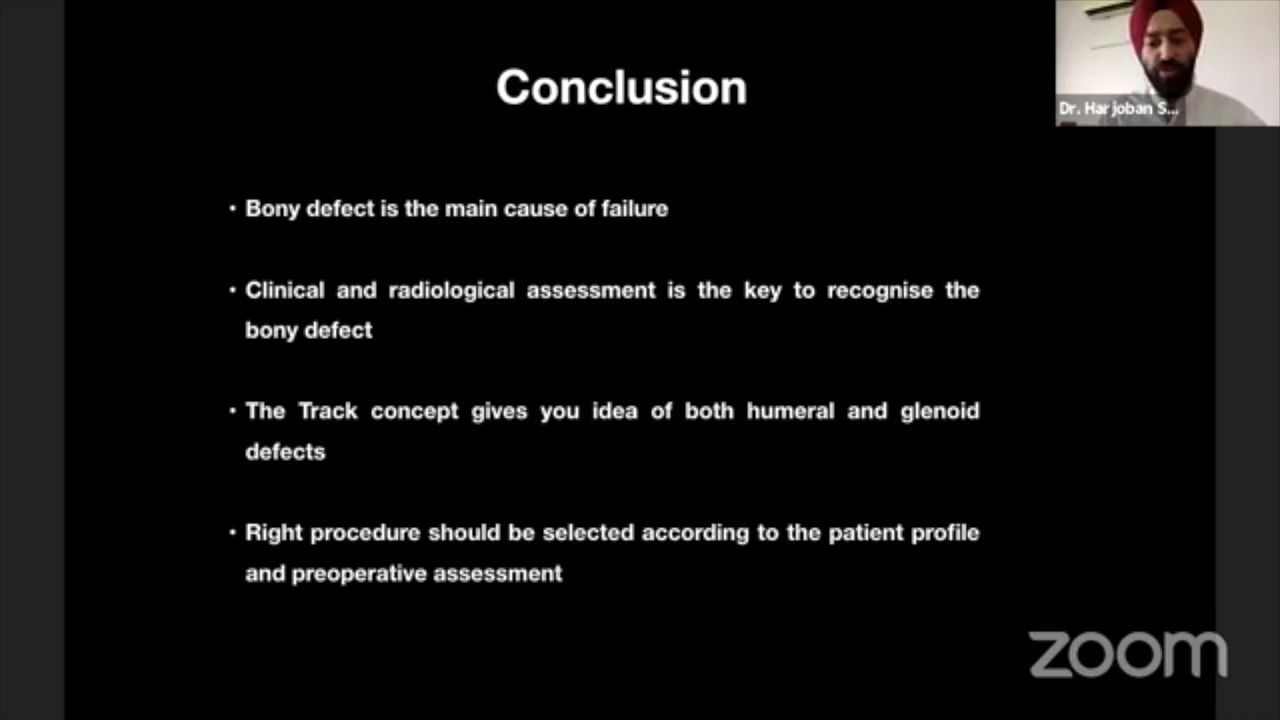 Conclusion
Dr. Harjoban S...
• Bony defect is the main cause of failure
• Clinical and radiological assessment is the key to recognise the
bony defect
• The Track concept gives you idea of both humeral and glenoid
defects
• Right procedure should be selected according to the patient profile
and preoperative assessment
zoom